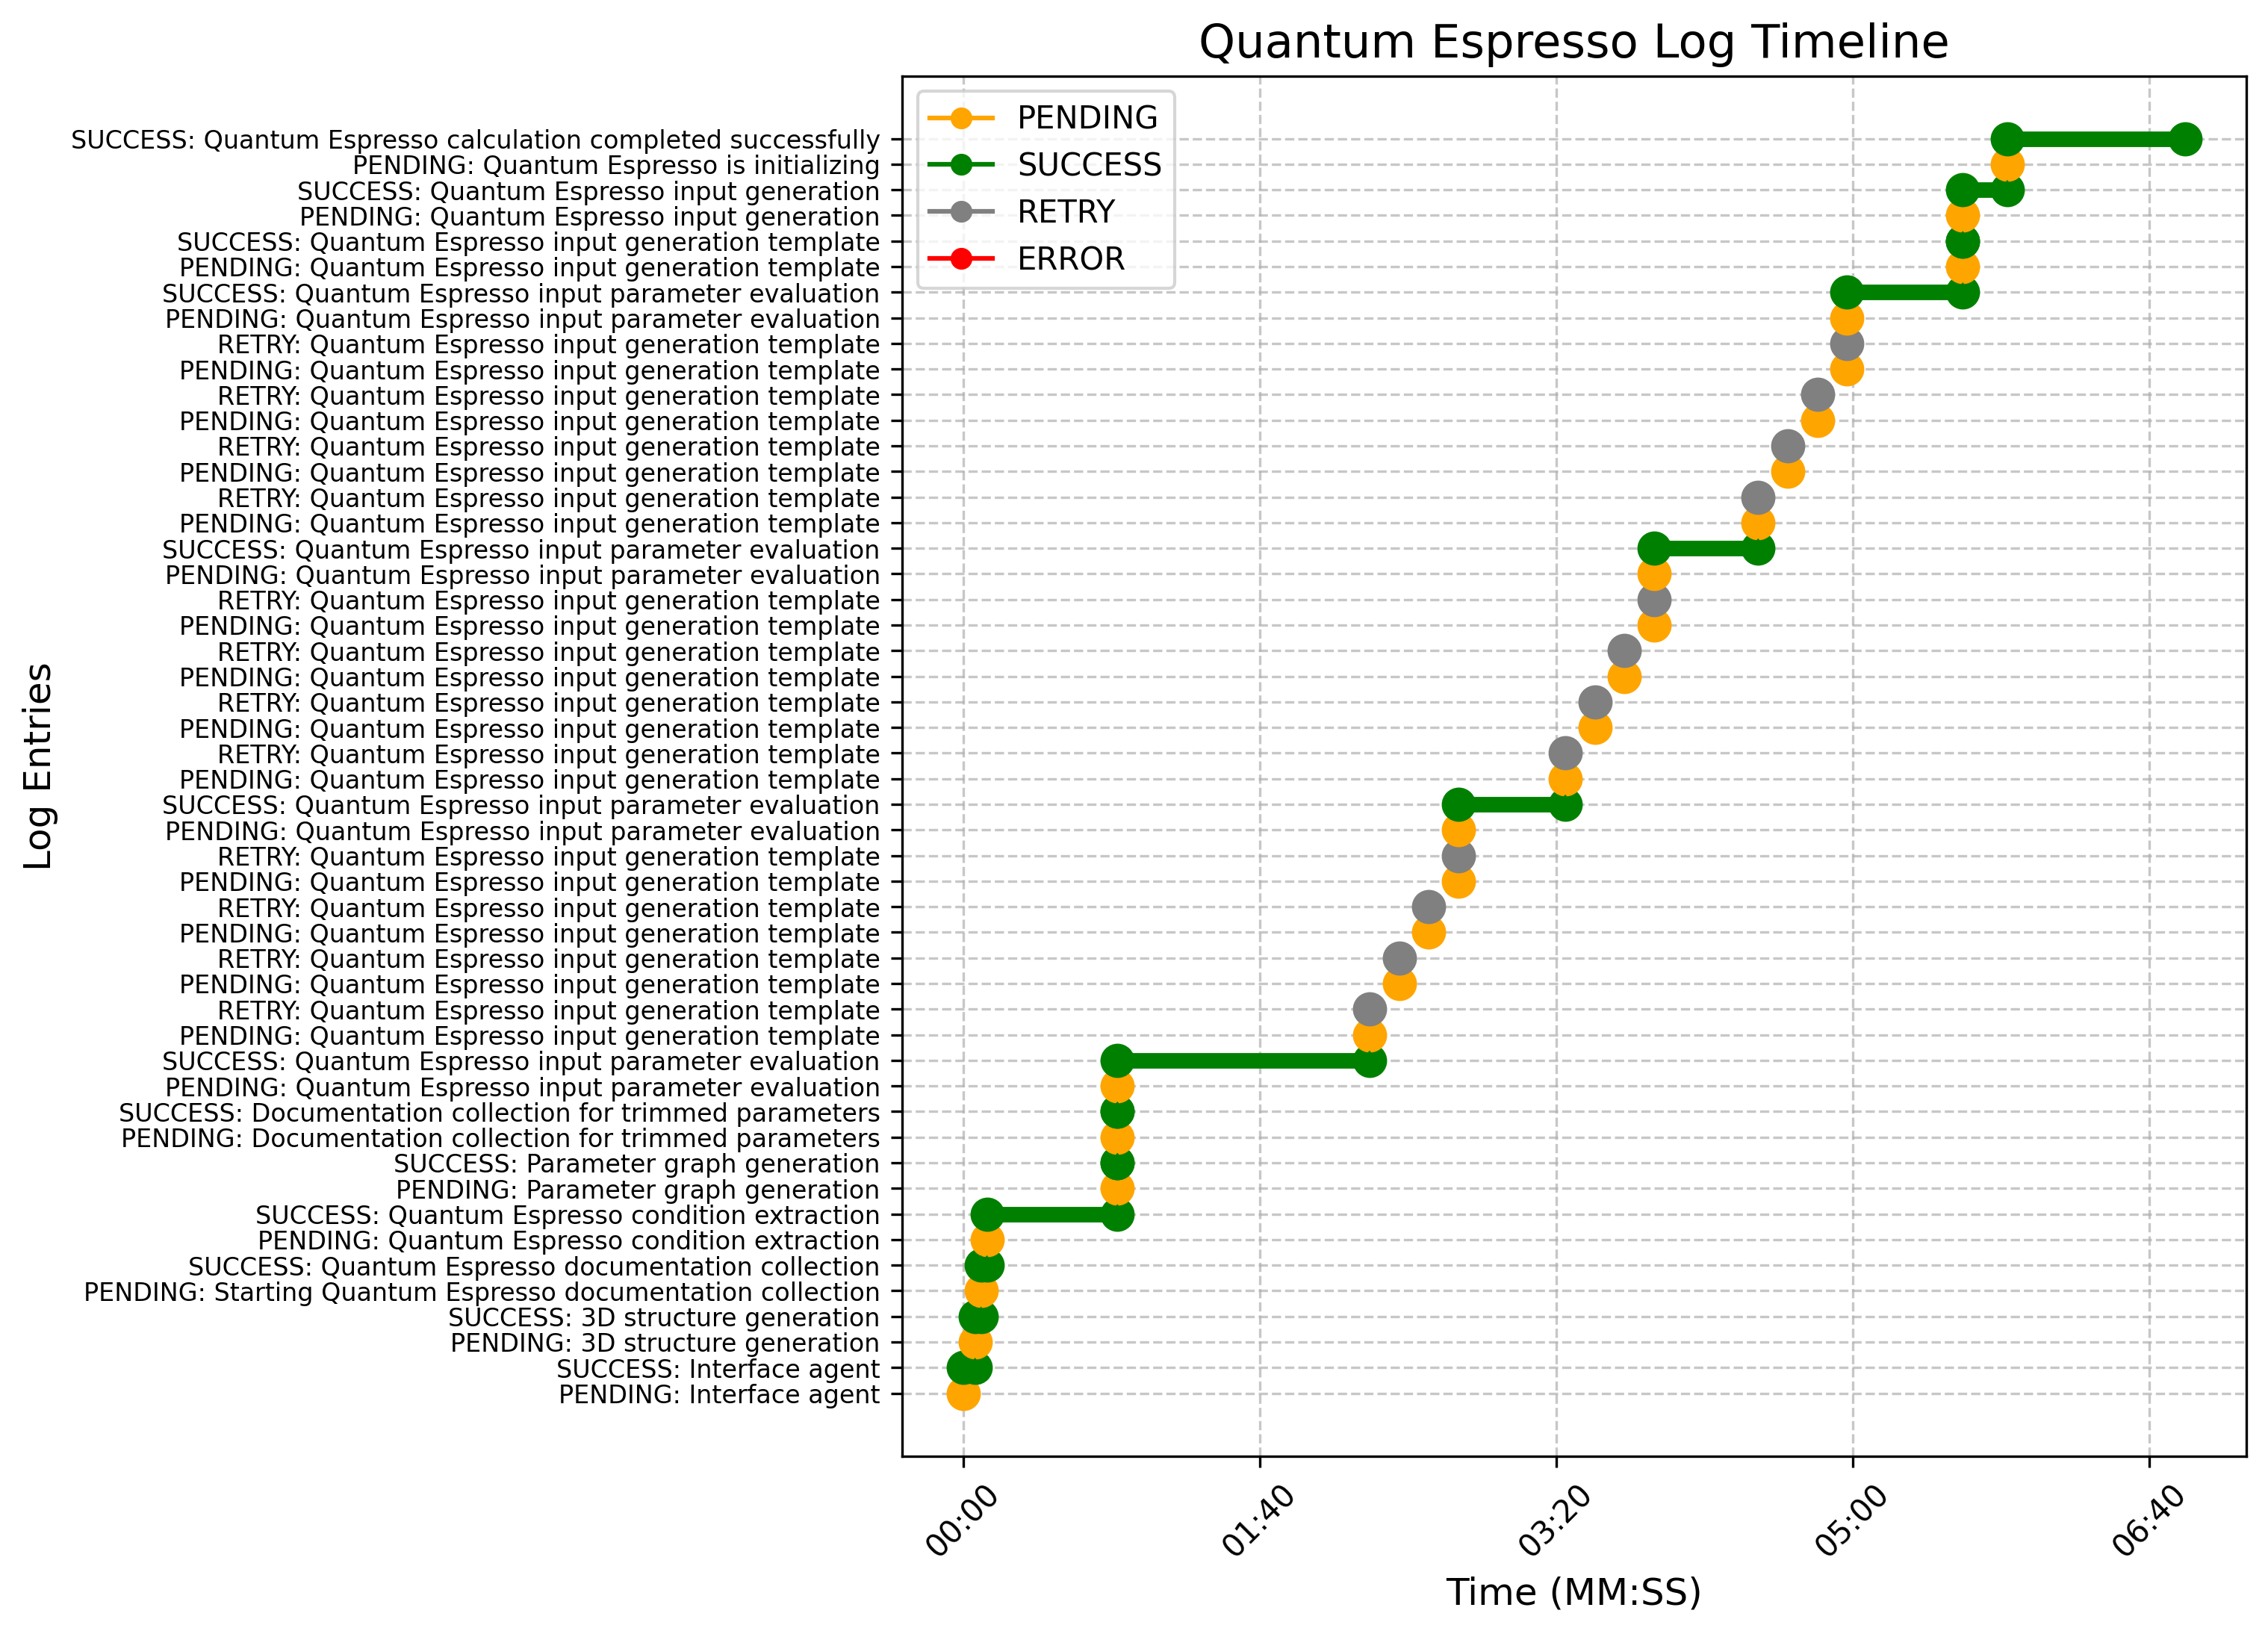 Quantum Espresso Log Timeline
PENDING
SUCCESS
RETRY
ERROR
Log Entries
SUCCESS: Quantum Espresso calculation completed successfully
PENDING: Quantum Espresso is initializing
SUCCESS: Quantum Espresso input generation
PENDING: Quantum Espresso input generation
SUCCESS: Quantum Espresso input generation template
PENDING: Quantum Espresso input generation template
SUCCESS: Quantum Espresso input parameter evaluation
PENDING: Quantum Espresso input parameter evaluation
RETRY: Quantum Espresso input generation template
PENDING: Quantum Espresso input generation template
RETRY: Quantum Espresso input generation template
PENDING: Quantum Espresso input generation template
RETRY: Quantum Espresso input generation template
PENDING: Quantum Espresso input generation template
RETRY: Quantum Espresso input generation template
PENDING: Quantum Espresso input generation template
SUCCESS: Quantum Espresso input parameter evaluation
PENDING: Quantum Espresso input parameter evaluation
RETRY: Quantum Espresso input generation template
PENDING: Quantum Espresso input generation template
RETRY: Quantum Espresso input generation template
PENDING: Quantum Espresso input generation template
RETRY: Quantum Espresso input generation template
PENDING: Quantum Espresso input generation template
RETRY: Quantum Espresso input generation template
PENDING: Quantum Espresso input generation template
SUCCESS: Quantum Espresso input parameter evaluation
PENDING: Quantum Espresso input parameter evaluation
RETRY: Quantum Espresso input generation template
PENDING: Quantum Espresso input generation template
RETRY: Quantum Espresso input generation template
PENDING: Quantum Espresso input generation template
RETRY: Quantum Espresso input generation template
PENDING: Quantum Espresso input generation template
RETRY: Quantum Espresso input generation template
PENDING: Quantum Espresso input generation template
SUCCESS: Quantum Espresso input parameter evaluation
PENDING: Quantum Espresso input parameter evaluation
SUCCESS: Documentation collection for trimmed parameters
PENDING: Documentation collection for trimmed parameters
SUCCESS: Parameter graph generation
PENDING: Parameter graph generation
SUCCESS: Quantum Espresso condition extraction
PENDING: Quantum Espresso condition extraction
SUCCESS: Quantum Espresso documentation collection
PENDING: Starting Quantum Espresso documentation collection
SUCCESS: 3D structure generation
PENDING: 3D structure generation
SUCCESS: Interface agent
PENDING: Interface agent
00:00
01:40
03:20
05:00
06:40
Time (MM:SS)